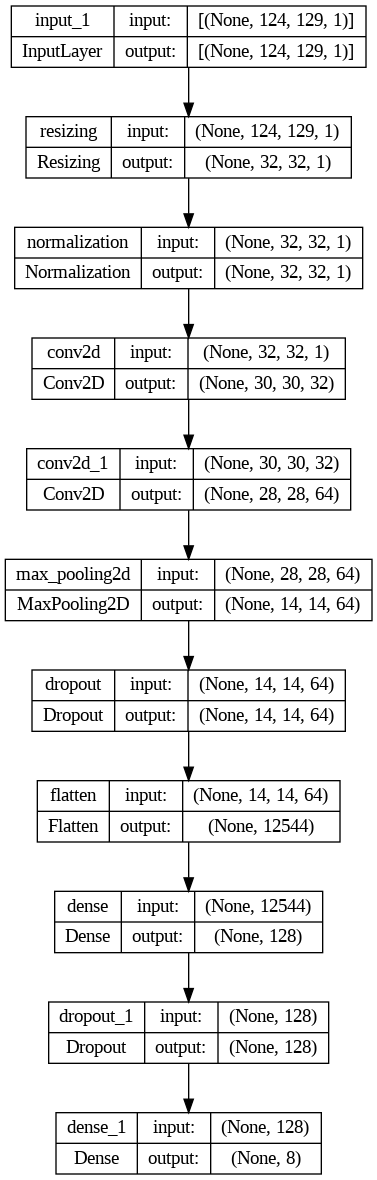 input_1 input: [(None, 124, 129, 1)]
InputLayer output: [(None, 124, 129, 1)]
resizing input: (None, 124, 129, 1)
Resizing output: (None, 32, 32, 1)
normalization input: (None, 32, 32, 1)
Normalization output: (None, 32, 32, 1)
conv2d input: (None, 32, 32, 1)
Conv2D output: (None, 30, 30, 32)
conv2d_1 input: (None, 30, 30, 32)
Conv2D output: (None, 28, 28, 64)
max_pooling2d input: (None, 28, 28, 64)
MaxPooling2D output: (None, 14, 14, 64)
dropout input: (None, 14, 14, 64)
Dropout output: (None, 14, 14, 64)
flatten input: (None, 14, 14, 64)
Flatten output: (None, 12544)
dense input: (None, 12544)
Dense output: (None, 128)
dropout_1 input: (None, 128)
Dropout output: (None, 128)
dense_1 input: (None, 128)
Dense output: (None, 8)